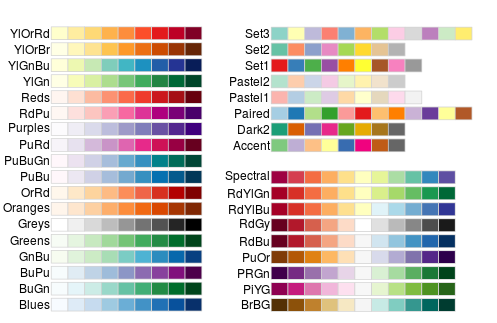 YlOrRd
YlOrBr
YlGnBu
YlGn
Reds
RdPu
Purples
PuRd
PuBuGn
PuBu
OrRd
Oranges
Greys
Greens
GnBu
BuPu
BuGn
Blues
Set3
Set2
Set1
Pastel2
Pastel1
Paired
Dark2
Accent
Spectral
RdYlGn
RdYlBu
RdGy
RdBu
PuOr
PRGn
PiYG
BrBG